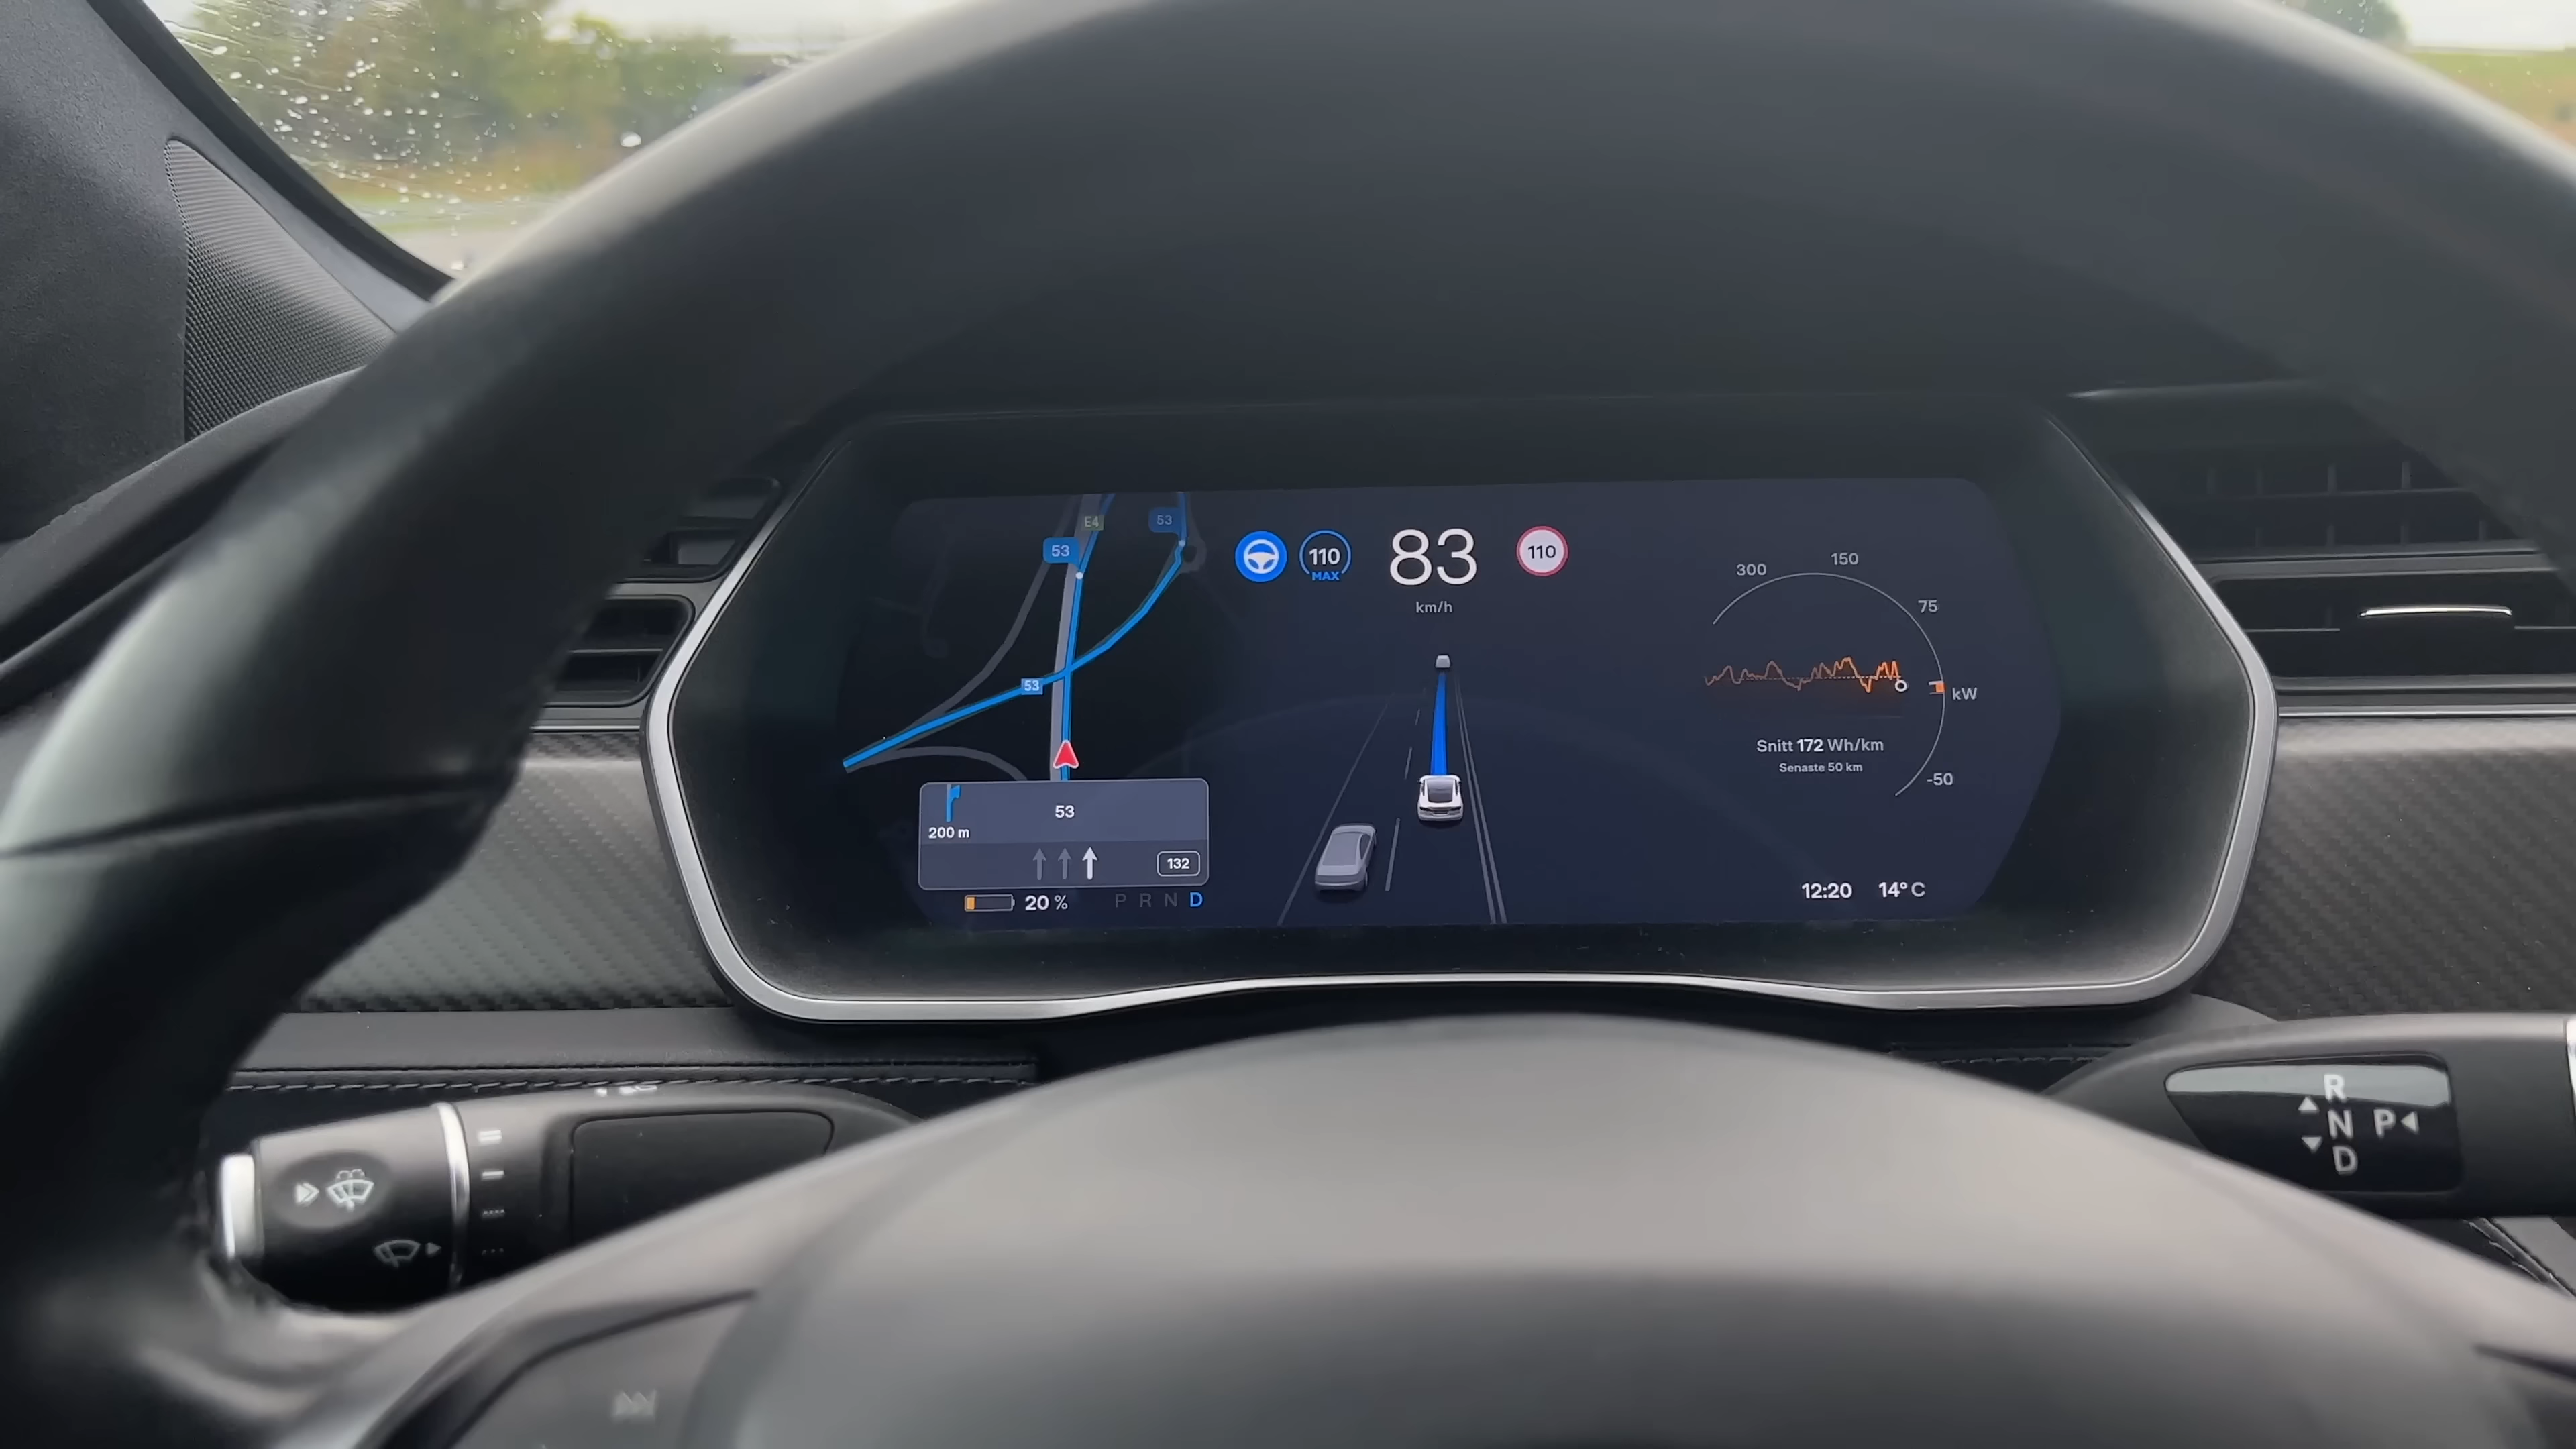 E4
53
53
53
53
200 m
132
20 %
P R N D
110
MAX
83
km/h
110
300
150
75
kW
-50
Snitt 172 Wh/km
Senaste 50 km
12:20
14° C
R
N
P
D